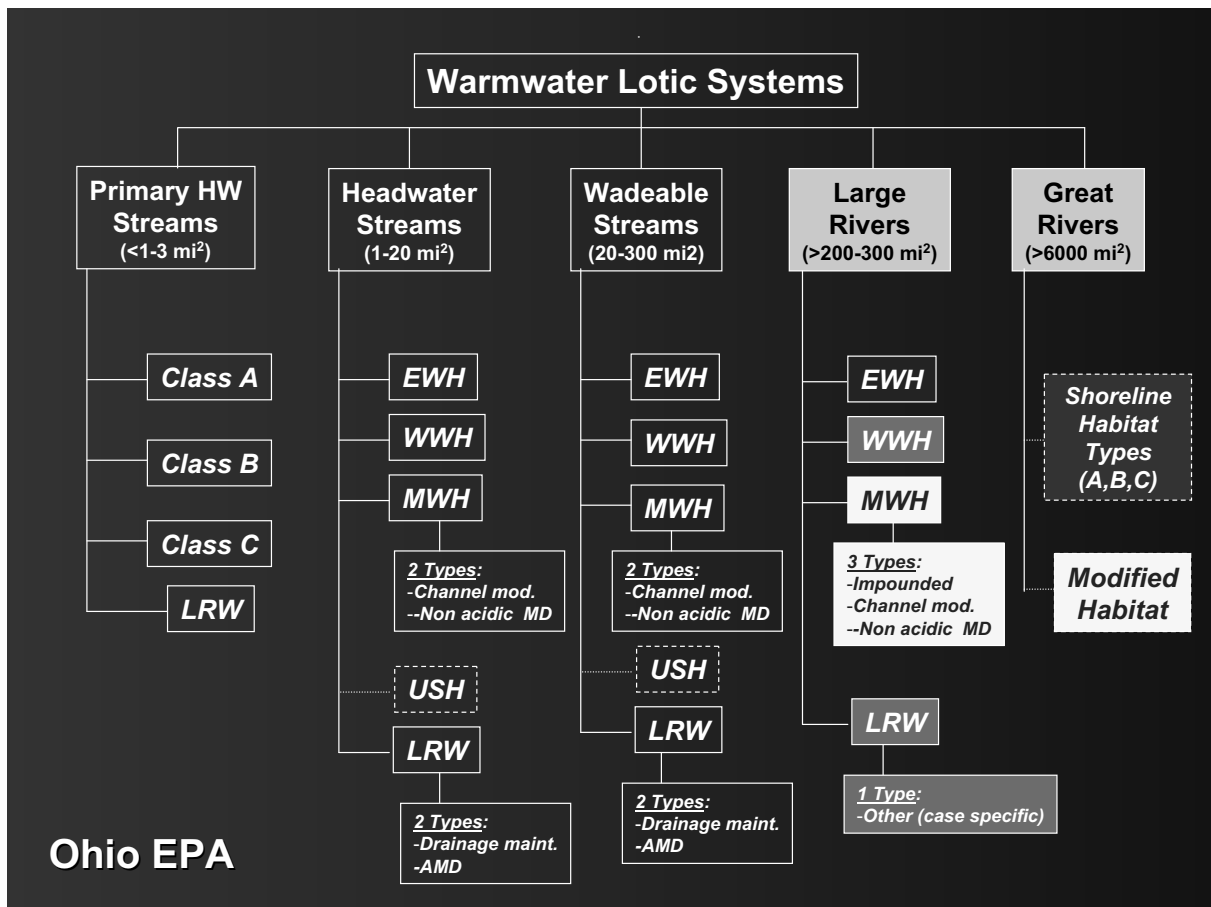 Warmwater Lotic Systems
Primary HW
Streams
(<1-3 mi²)
Class A
Class B
Class C
LRW
Headwater
Streams
(1-20 mi²)
EWH
WWH
MWH
2 Types:
-Channel mod.
--Non acidic MD
USH
LRW
2 Types:
-Drainage maint.
-AMD
Wadeable
Streams
(20-300 mi2)
EWH
WWH
MWH
2 Types:
-Channel mod.
--Non acidic MD
USH
LRW
2 Types:
-Drainage maint.
-AMD
Large
Rivers
(>200-300 mi²)
EWH
WWH
MWH
3 Types:
-Impounded
-Channel mod.
--Non acidic MD
LRW
1 Type:
-Other (case specific)
Great
Rivers
(>6000 mi²)
Shoreline
Habitat
Types
(A,B,C)
Modified
Habitat
Ohio EPA